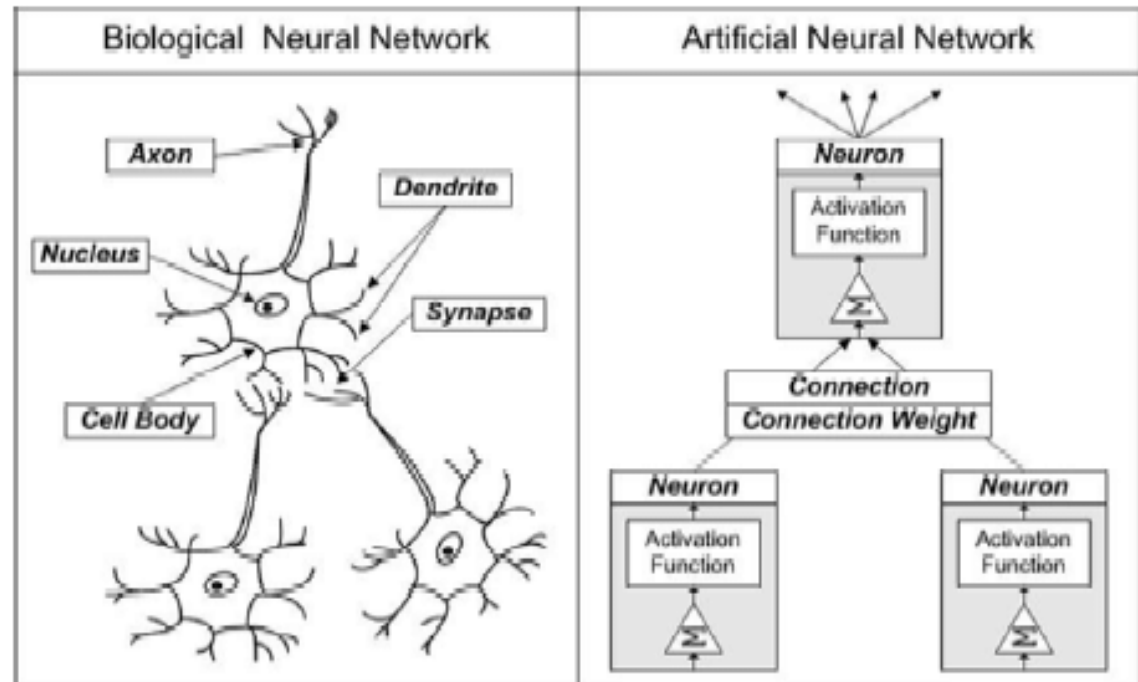 Biological Neural Network
Artificial Neural Network
Axon
Dendrite
Nucleus
Synapse
Cell Body
Neuron
Activation
Function
Σ
Connection
Connection Weight
Neuron
Activation
Function
Σ
Neuron
Activation
Function
Σ